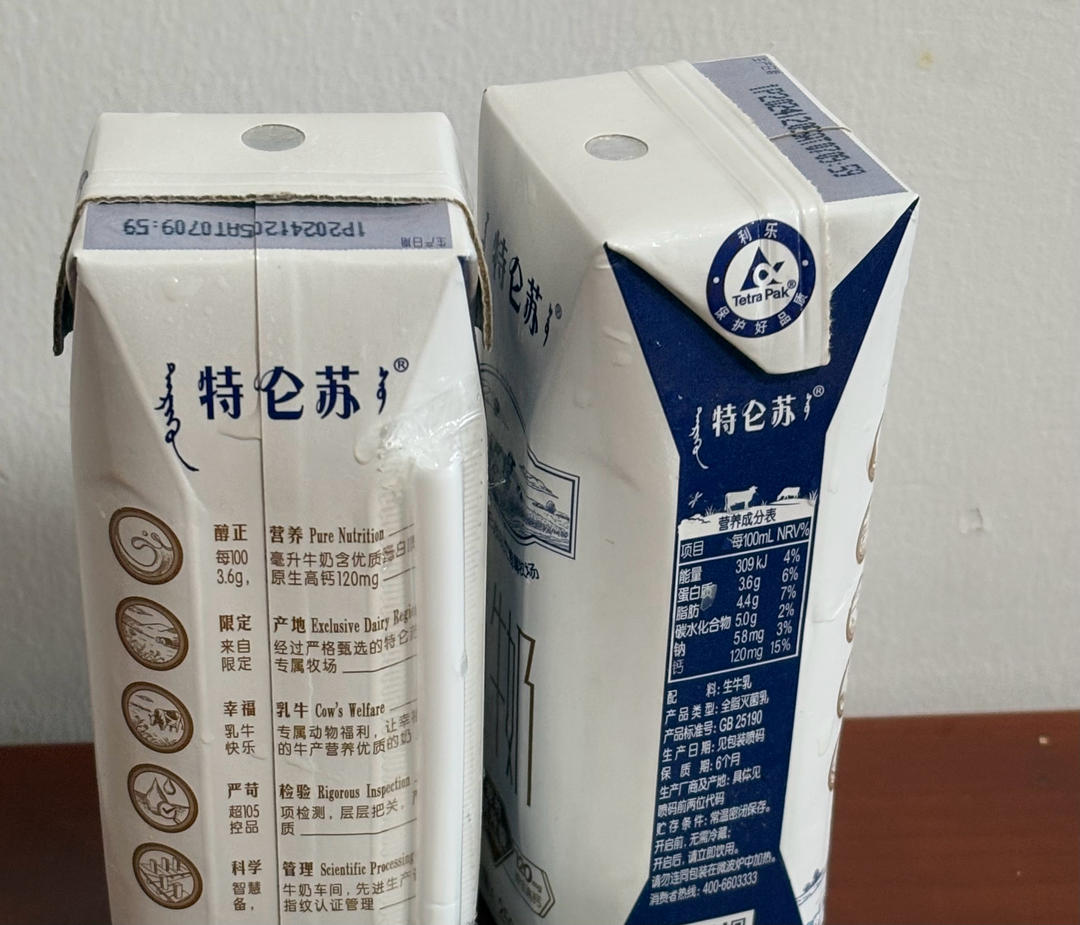 生产日期
1P20241205AT0709:59
特仑苏®
醇正 营养 Pure Nutrition
每100 毫升牛奶含优质蛋白
3.6g, 原生高钙120mg
限定 产地 Exclusive Dairy
来自 经过严格甄选的特仑苏
限定 专属牧场
幸福 乳牛 Cow's Welfare
乳牛 专属动物福利，让幸福
快乐 的牛产营养优质的奶
严苛 检验 Rigorous Inspection
超105 项检测，层层把关，
控品 质
科学 管理 Scientific Processing
智慧 牛奶车间，先进生产
备， 指纹认证管理
生产日期
1P20241205AT0709:59
利乐
Tetra Pak®
保护好品质
特仑苏®
牧场
特仑苏®
营养成分表
项目 每100mL NRV%
能量 309kJ 4%
蛋白质 3.6g 6%
脂肪 4.4g 7%
碳水化合物 5.0g 2%
钠 58mg 3%
钙 120mg 15%
配料: 生牛乳
产品类型: 全脂灭菌乳
产品标准号: GB 25190
生产日期: 见包装喷码
保质期: 6个月
生产厂商及产地: 具体见
喷码前两位代码
贮存条件: 常温密闭保存。
开启前, 无需冷藏;
开启后, 请立即饮用。
请勿连同包装在微波炉中加热。
消费者热线: 400-6603333